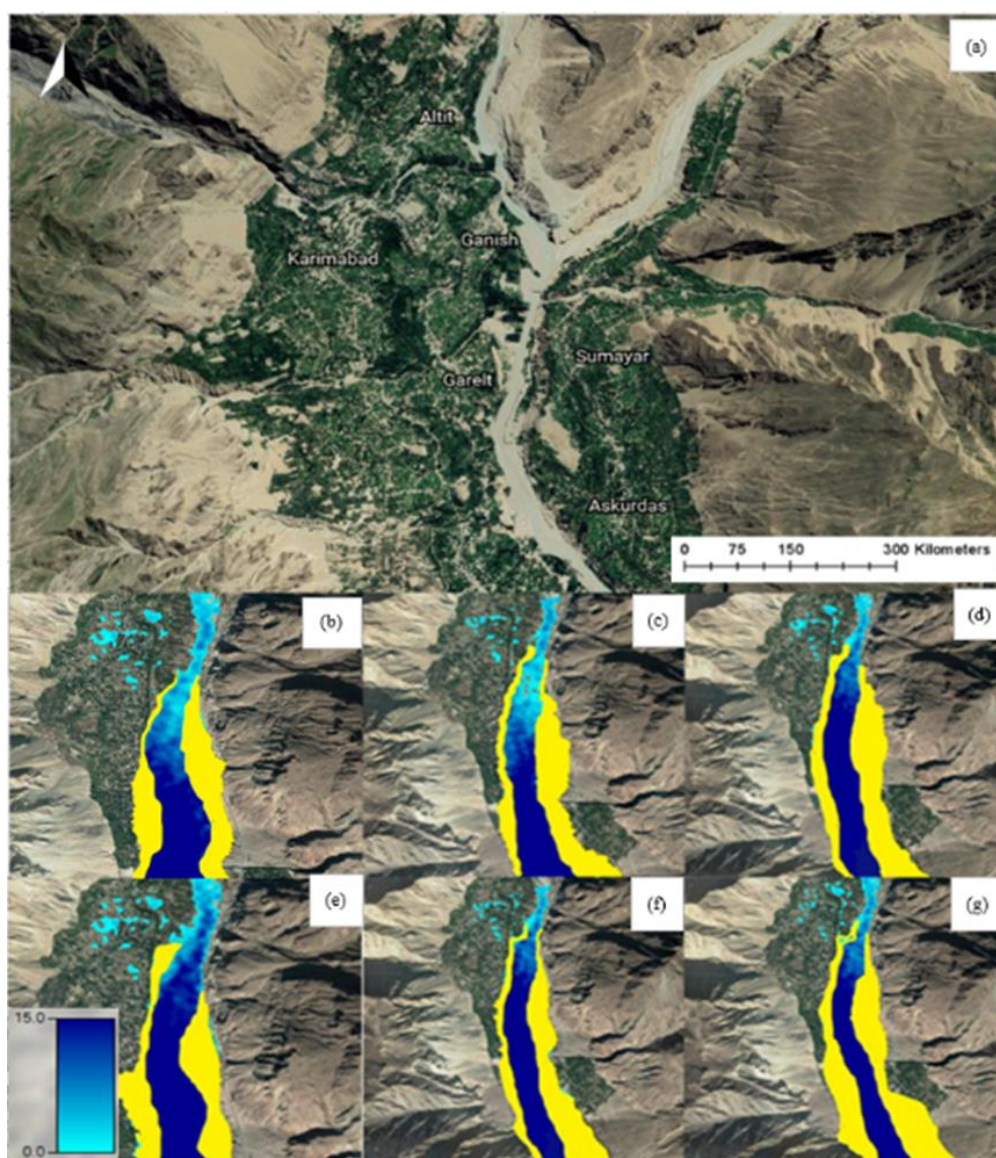 (a)
Altit
Ganish
Karimabad
Sumayar
Garelt
Askurdas
0 75 150 300 Kilometers
(b)
(c)
(d)
(e)
(f)
(g)
15.0
0.0